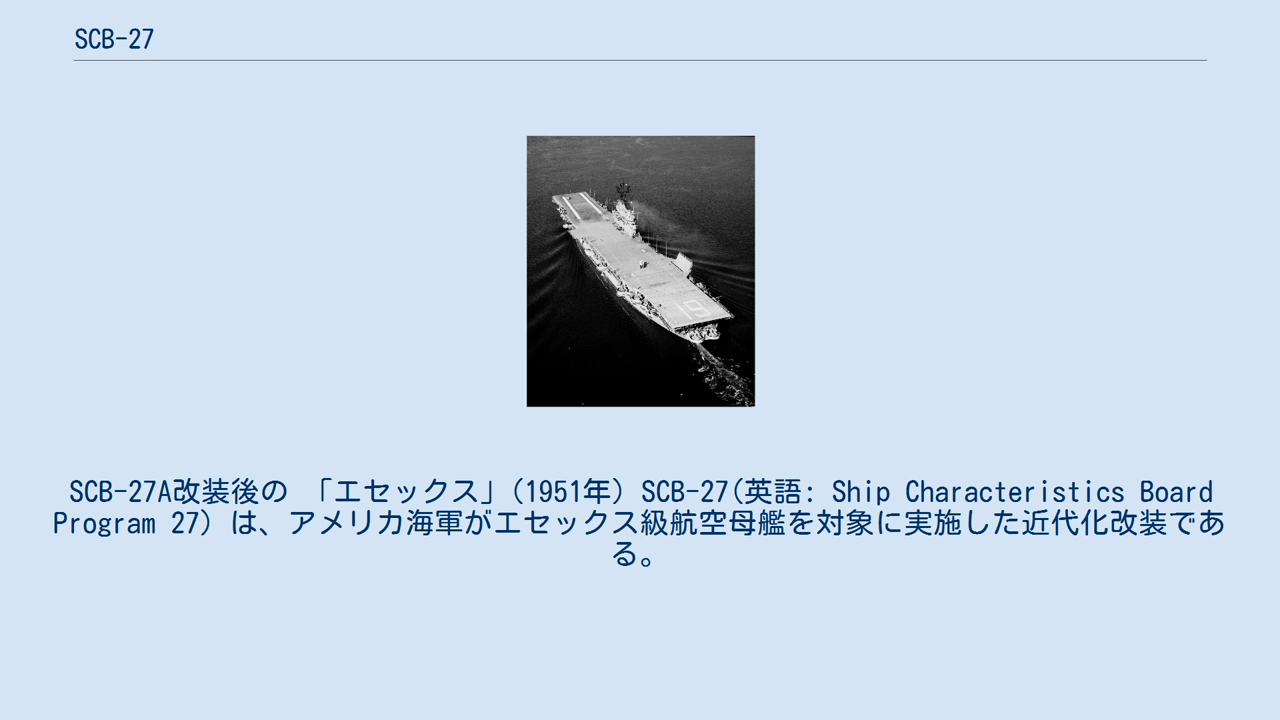 SCB-27
19
SCB-27A改装後の 「エセックス」(1951年) SCB-27(英語: Ship Characteristics Board
Program 27) は、アメリカ海軍がエセックス級航空母艦を対象に実施した近代化改装であ
る。